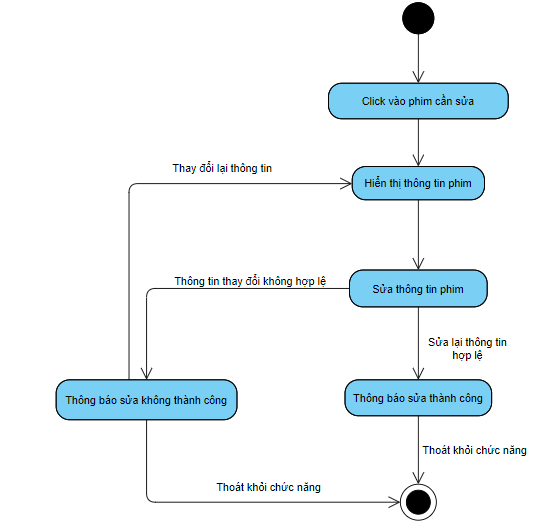 Click vào phim cần sửa
Thay đổi lại thông tin
Hiển thị thông tin phim
Thông tin thay đổi không hợp lệ
Sửa thông tin phim
Sửa lại thông tin
hợp lệ
Thông báo sửa không thành công
Thông báo sửa thành công
Thoát khỏi chức năng
Thoát khỏi chức năng